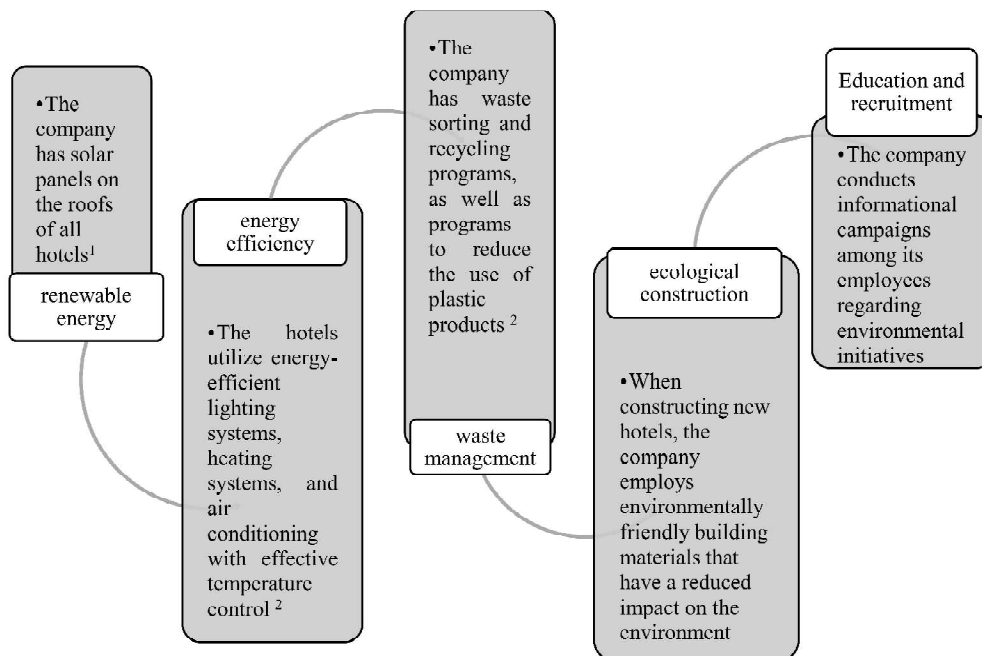 •The
company
has solar
panels on
the roofs
of all
hotels¹
renewable
energy
energy
efficiency
•The hotels
utilize energy-
efficient
lighting
systems,
heating
systems, and
air
conditioning
with effective
temperature
control ²
•The
company
has waste
sorting and
recycling
programs,
as well as
programs
to reduce
the use of
plastic
products ²
waste
management
ecological
construction
•When
constructing new
hotels, the
company
employs
environmentally
friendly building
materials that
have a reduced
impact on the
environment
Education and
recruitment
•The company
conducts
informational
campaigns
among its
employees
regarding
environmental
initiatives